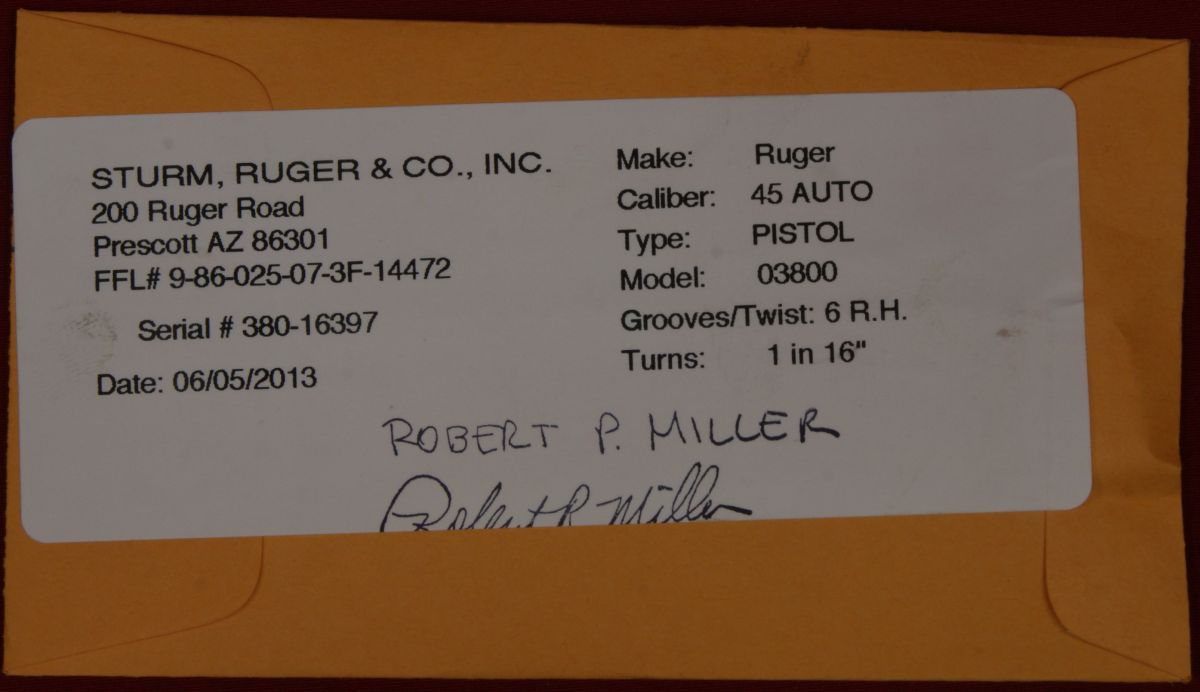 STURM, RUGER & CO., INC.
200 Ruger Road
Prescott AZ 86301
FFL# 9-86-025-07-3F-14472
Serial # 380-16397
Date: 06/05/2013
Make: Ruger
Caliber: 45 AUTO
Type: PISTOL
Model: 03800
Grooves/Twist: 6 R.H.
Turns: 1 in 16"
ROBERT P. MILLER
Robert P. Miller